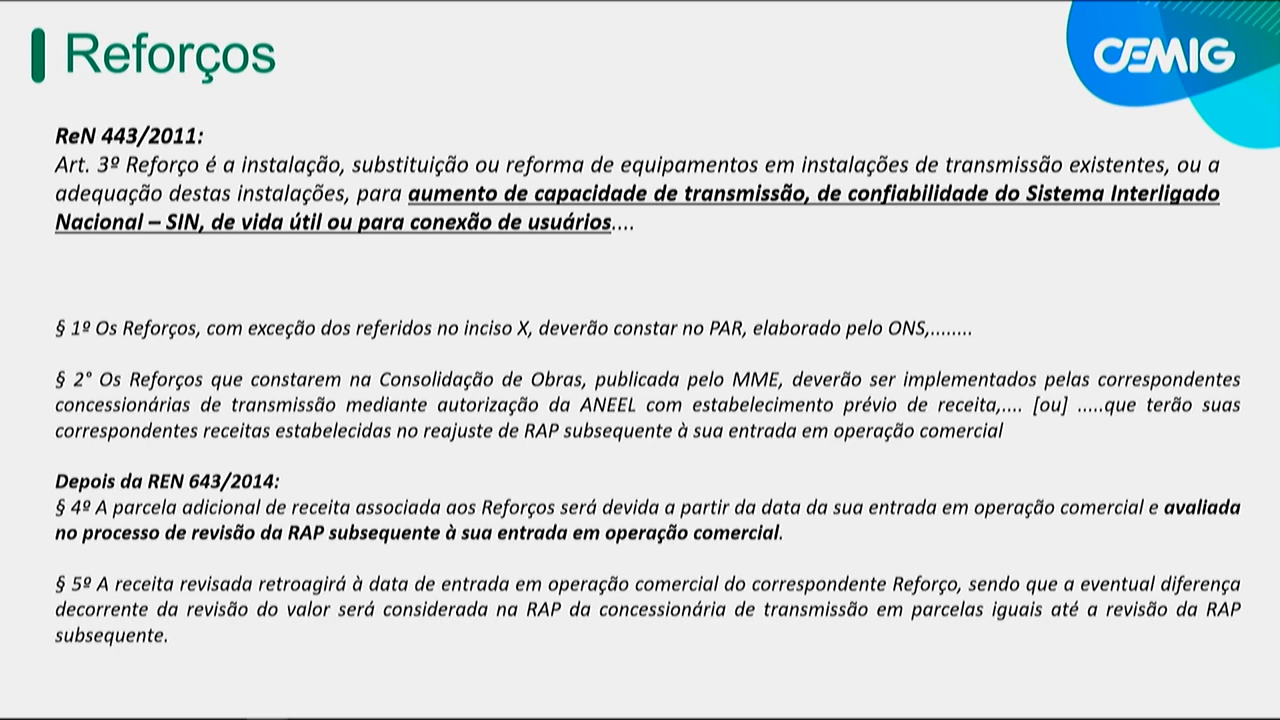 Reforços
CEMIG
ReN 443/2011:
Art. 3º Reforço é a instalação, substituição ou reforma de equipamentos em instalações de transmissão existentes, ou a
adequação destas instalações, para aumento de capacidade de transmissão, de confiabilidade do Sistema Interligado
Nacional – SIN, de vida útil ou para conexão de usuários....
§ 1º Os Reforços, com exceção dos referidos no inciso X, deverão constar no PAR, elaborado pelo ONS,........
§ 2° Os Reforços que constarem na Consolidação de Obras, publicada pelo MME, deverão ser implementados pelas correspondentes
concessionárias de transmissão mediante autorização da ANEEL com estabelecimento prévio de receita,.... [ou] .....que terão suas
correspondentes receitas estabelecidas no reajuste de RAP subsequente à sua entrada em operação comercial
Depois da REN 643/2014:
§ 4º A parcela adicional de receita associada aos Reforços será devida a partir da data da sua entrada em operação comercial e avaliada
no processo de revisão da RAP subsequente à sua entrada em operação comercial.
§ 5º A receita revisada retroagirá à data de entrada em operação comercial do correspondente Reforço, sendo que a eventual diferença
decorrente da revisão do valor será considerada na RAP da concessionária de transmissão em parcelas iguais até a revisão da RAP
subsequente.